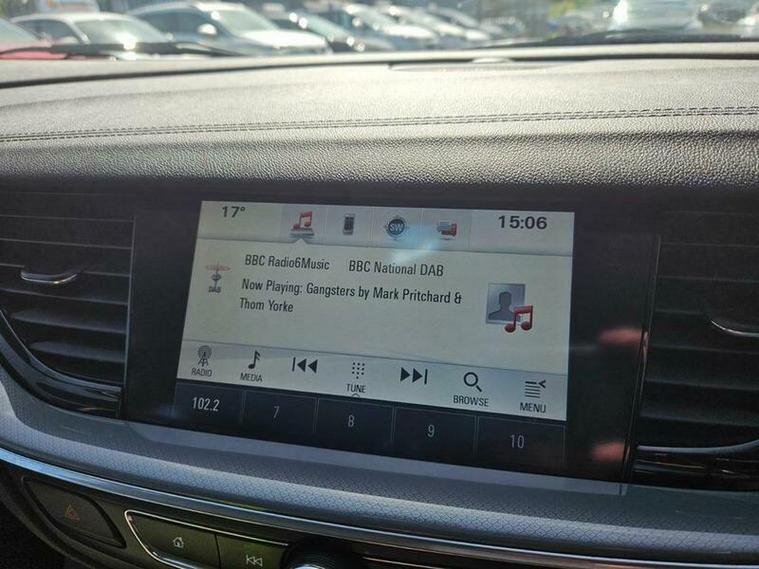 17°
SW
15:06
BBC Radio6Music BBC National DAB
DAB
Now Playing: Gangsters by Mark Pritchard &
Thom Yorke
RADIO
MEDIA
TUNE
BROWSE
MENU
102.2
7
8
9
10